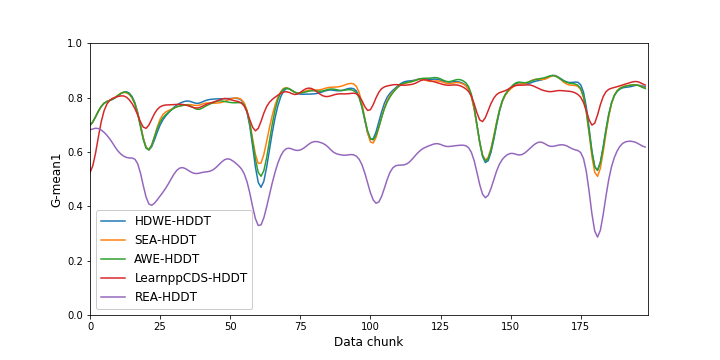 1.0
0.8
0.6
0.4
0.2
0.0
G-mean1
HDWE-HDDT
SEA-HDDT
AWE-HDDT
LearnppCDS-HDDT
REA-HDDT
0 25 50 75 100 125 150 175
Data chunk